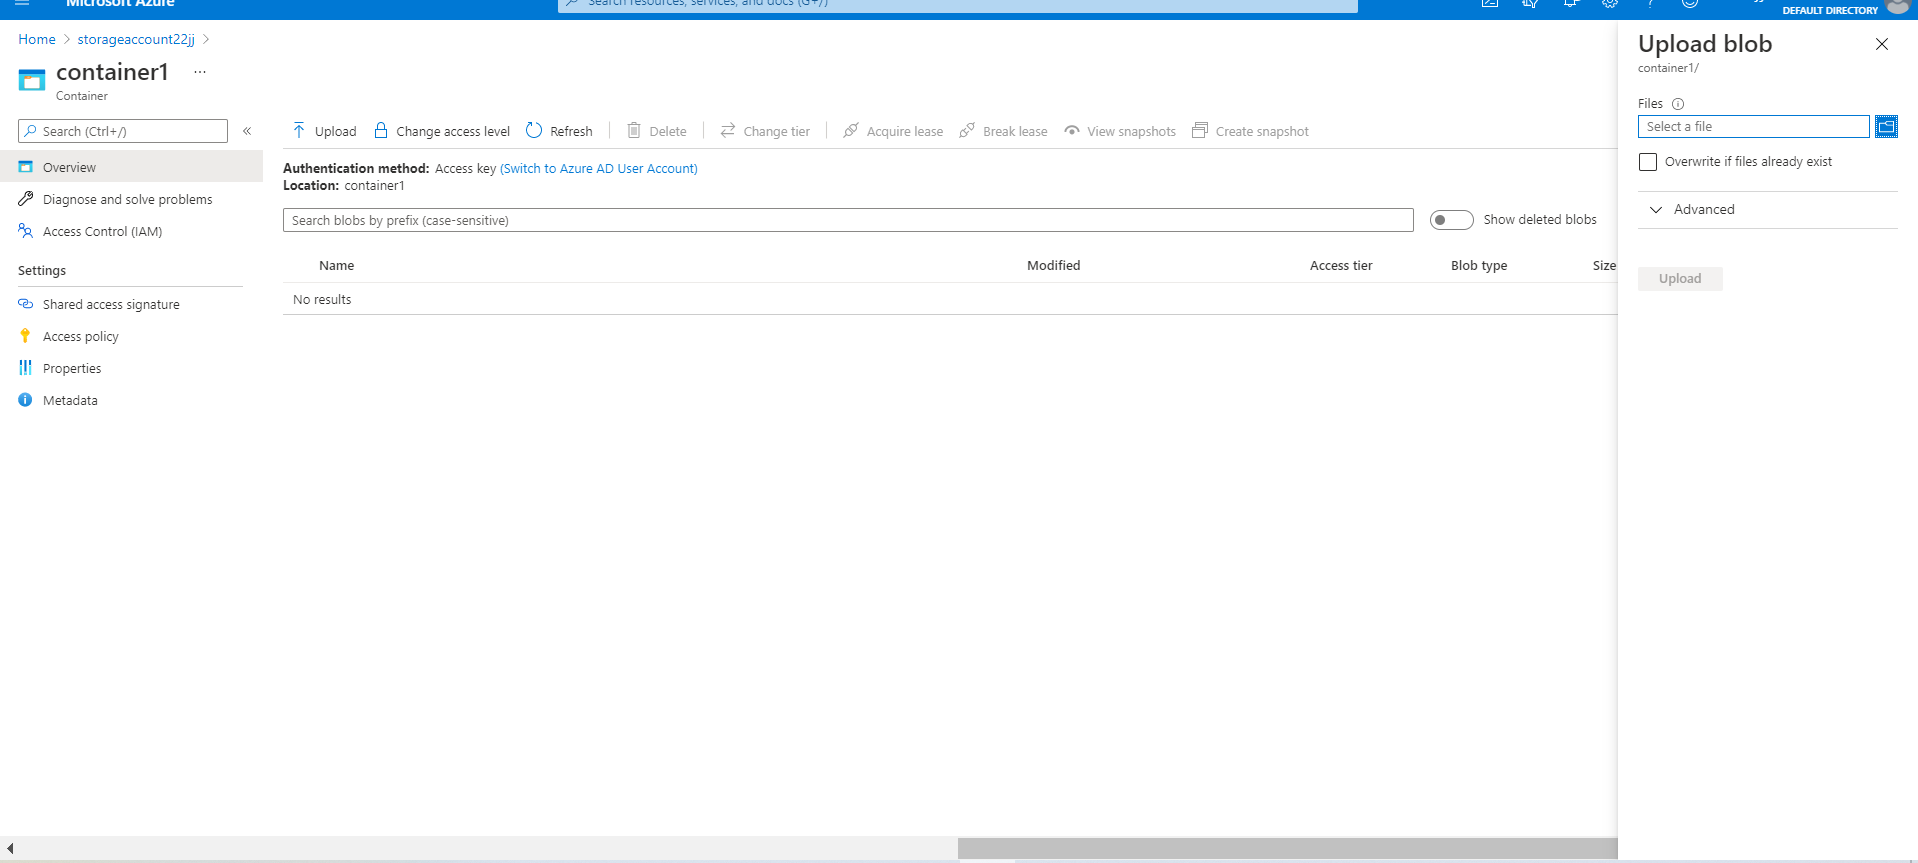 Microsoft Azure
Search resources, services, and docs (G+/)
DEFAULT DIRECTORY
Home > storageaccount22jj >
container1 ...
Container
Search (Ctrl+/)
«
Overview
Diagnose and solve problems
Access Control (IAM)
Settings
Shared access signature
Access policy
Properties
Metadata
Upload Change access level Refresh Delete Change tier Acquire lease Break lease View snapshots Create snapshot
Authentication method: Access key (Switch to Azure AD User Account)
Location: container1
Search blobs by prefix (case-sensitive)
Show deleted blobs
Name Modified Access tier Blob type Size
No results
Upload blob
container1/
Files
Select a file
Overwrite if files already exist
Advanced
Upload